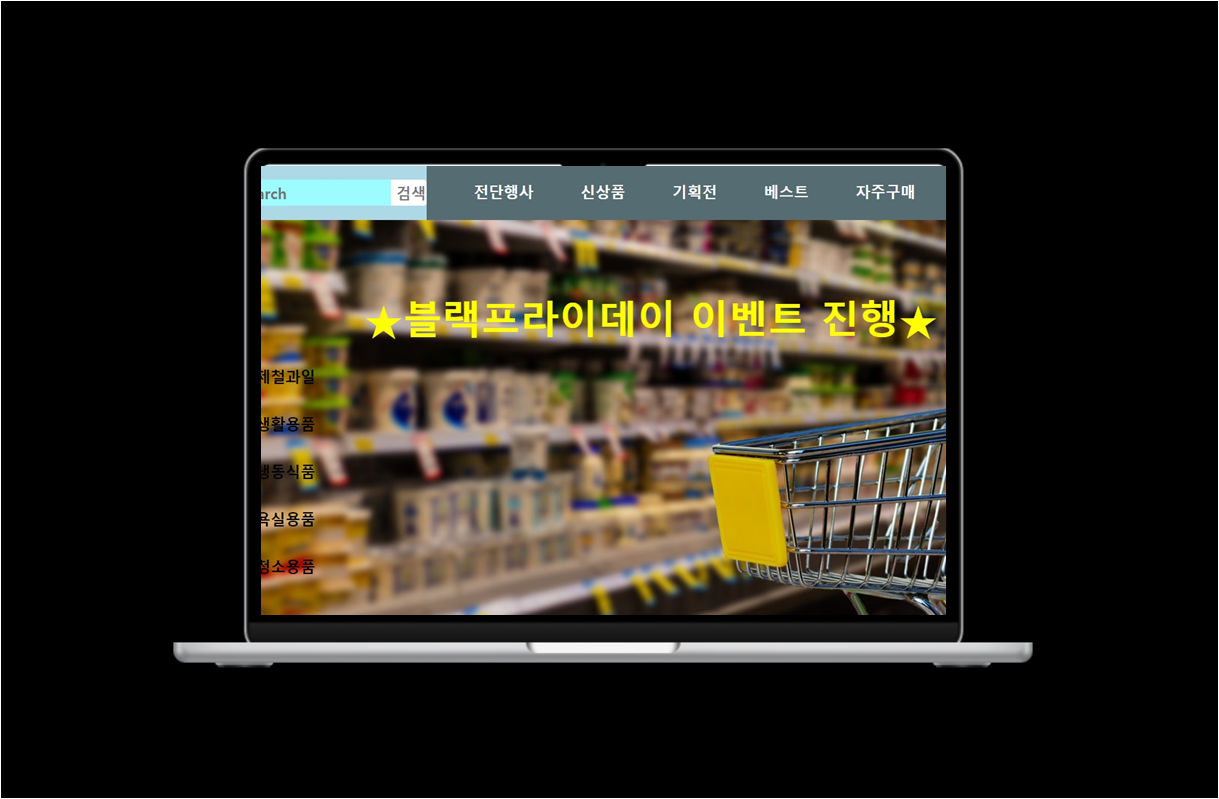 arch 검색 전단행사 신상품 기획전 베스트 자주구매
★블랙프라이데이 이벤트 진행★
제철과일
생활용품
냉동식품
욕실용품
청소용품